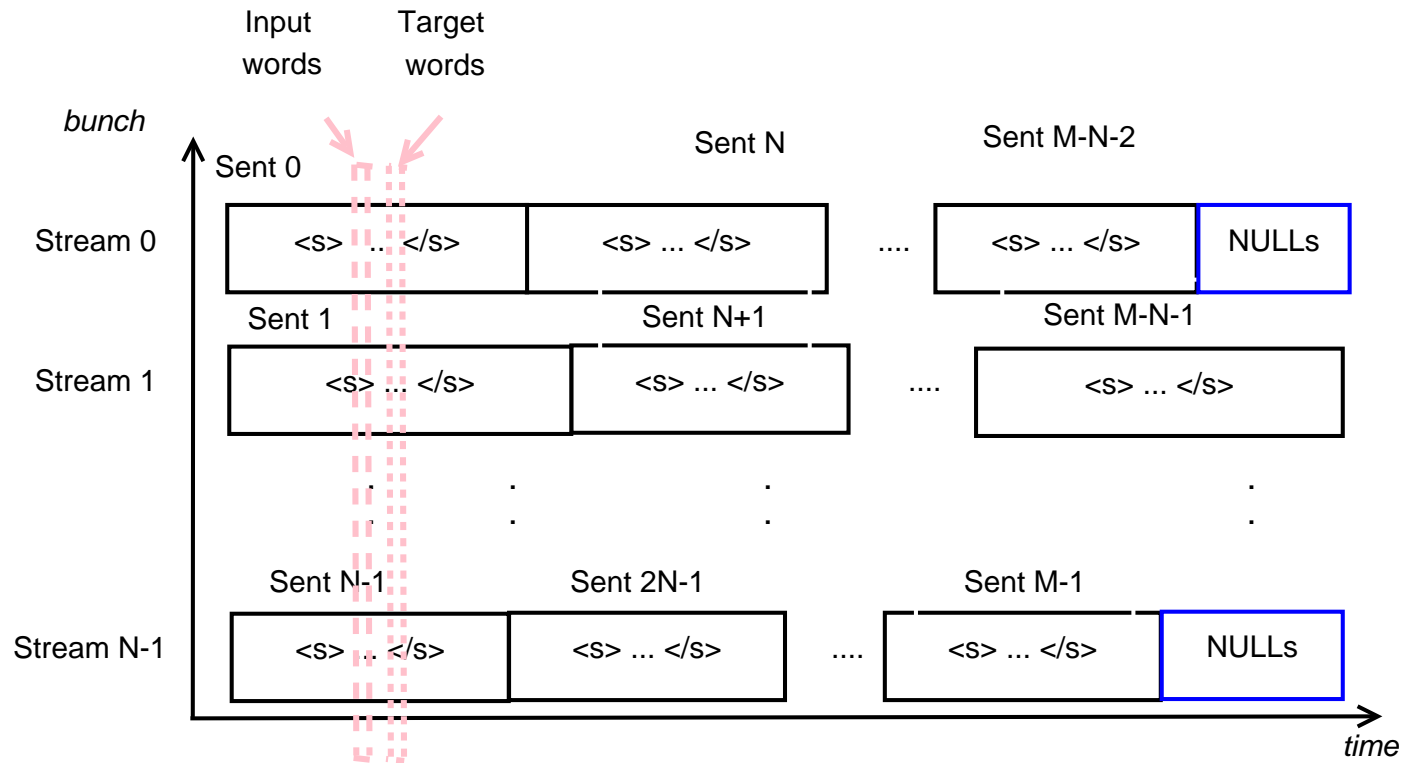 Input Target
words words
bunch
Sent 0 Sent N Sent M-N-2
Stream 0 <s> ... </s> <s> ... </s> .... <s> ... </s> NULLs
Sent 1 Sent N+1 Sent M-N-1
Stream 1 <s> ... </s> <s> ... </s> .... <s> ... </s>
. . . .
. . . .
Sent N-1 Sent 2N-1 Sent M-1
Stream N-1 <s> ... </s> <s> ... </s> .... <s> ... </s> NULLs
time